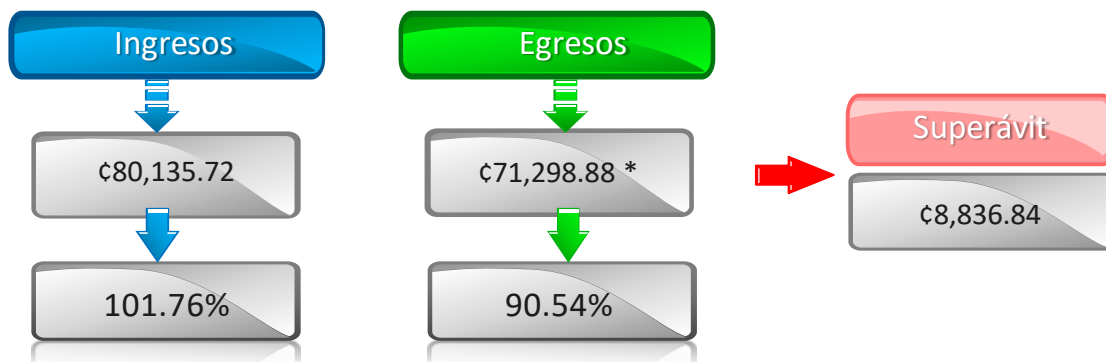 Ingresos
¢80,135.72
101.76%
Egresos
¢71,298.88 *
90.54%
Superávit
¢8,836.84